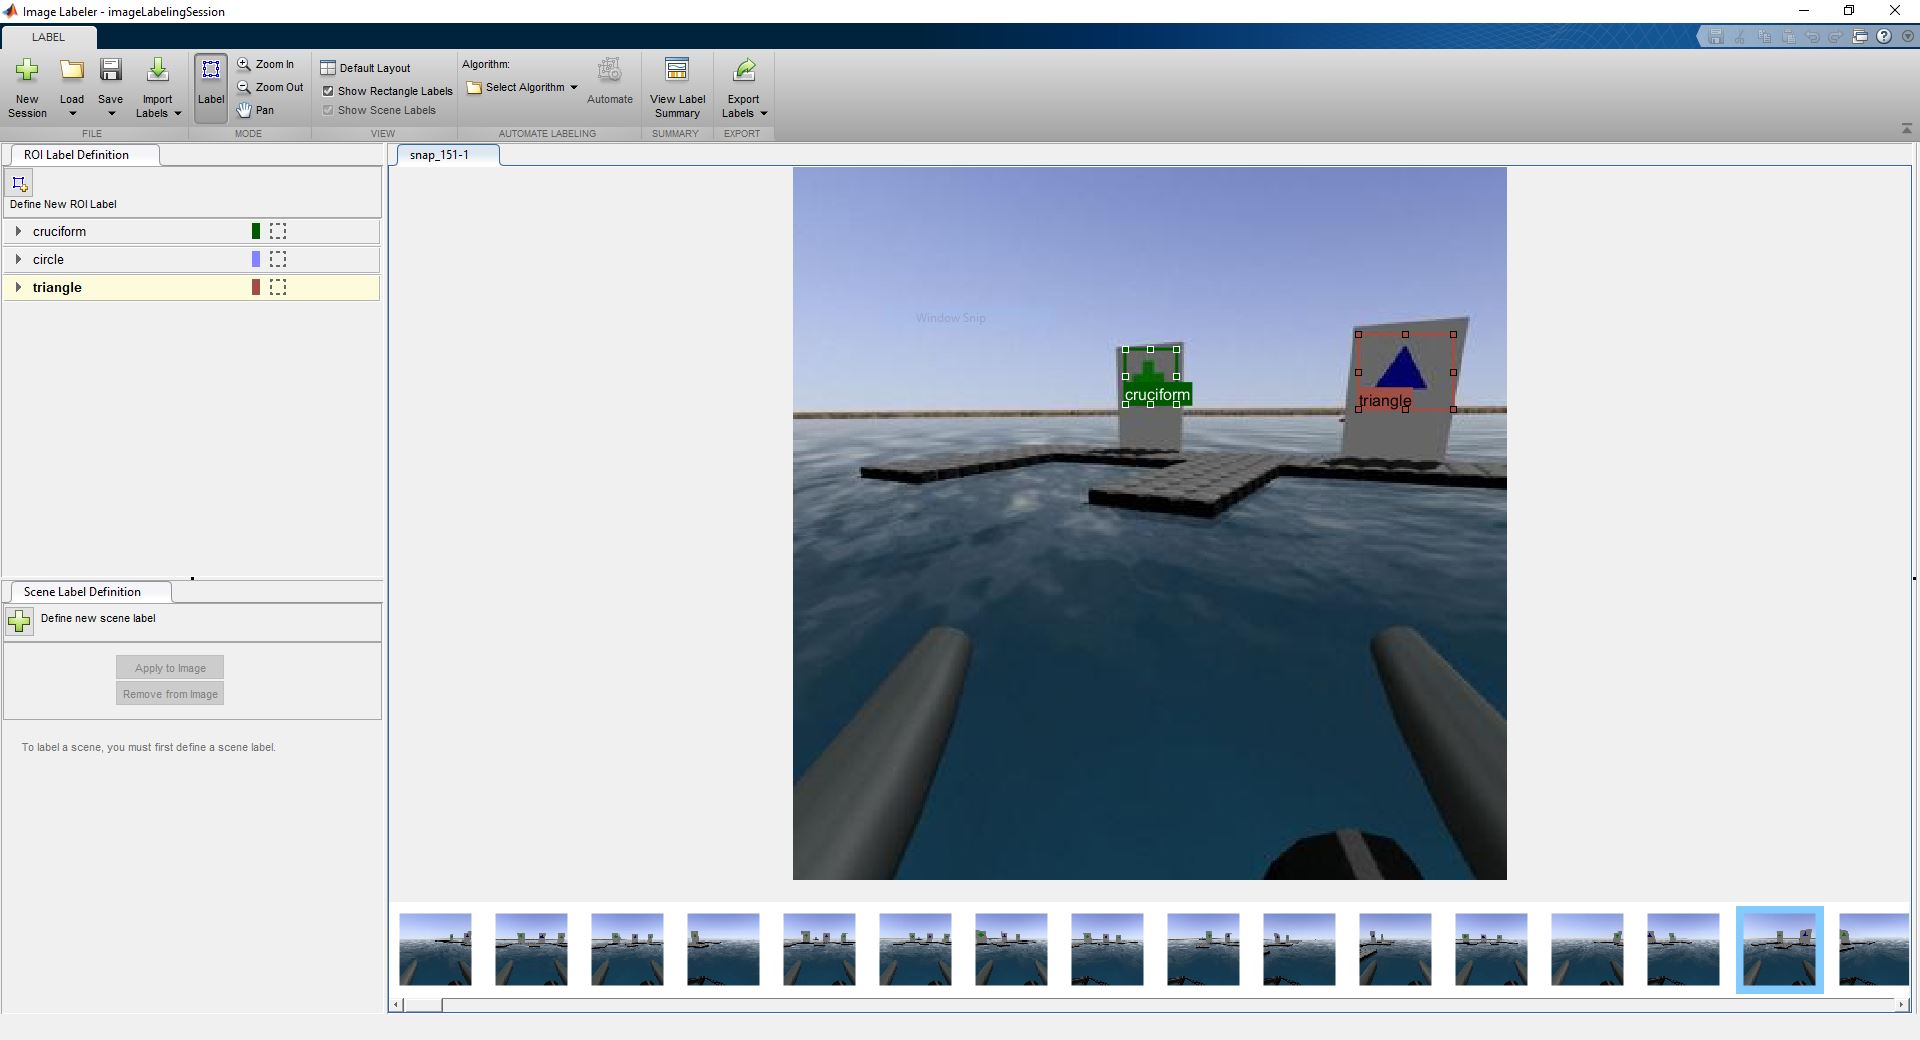 Image Labeler - imageLabelingSession
LABEL
New Session
Load
Save
Import Labels
FILE
Label
Zoom In
Zoom Out
Pan
MODE
Default Layout
Show Rectangle Labels
Show Scene Labels
VIEW
Algorithm:
Select Algorithm
Automate
AUTOMATE LABELING
View Label Summary
SUMMARY
Export Labels
EXPORT
ROI Label Definition
Define New ROI Label
cruciform
circle
triangle
Scene Label Definition
Define new scene label
Apply to Image
Remove from Image
To label a scene, you must first define a scene label.
snap_151-1
Window Snip
cruciform
triangle